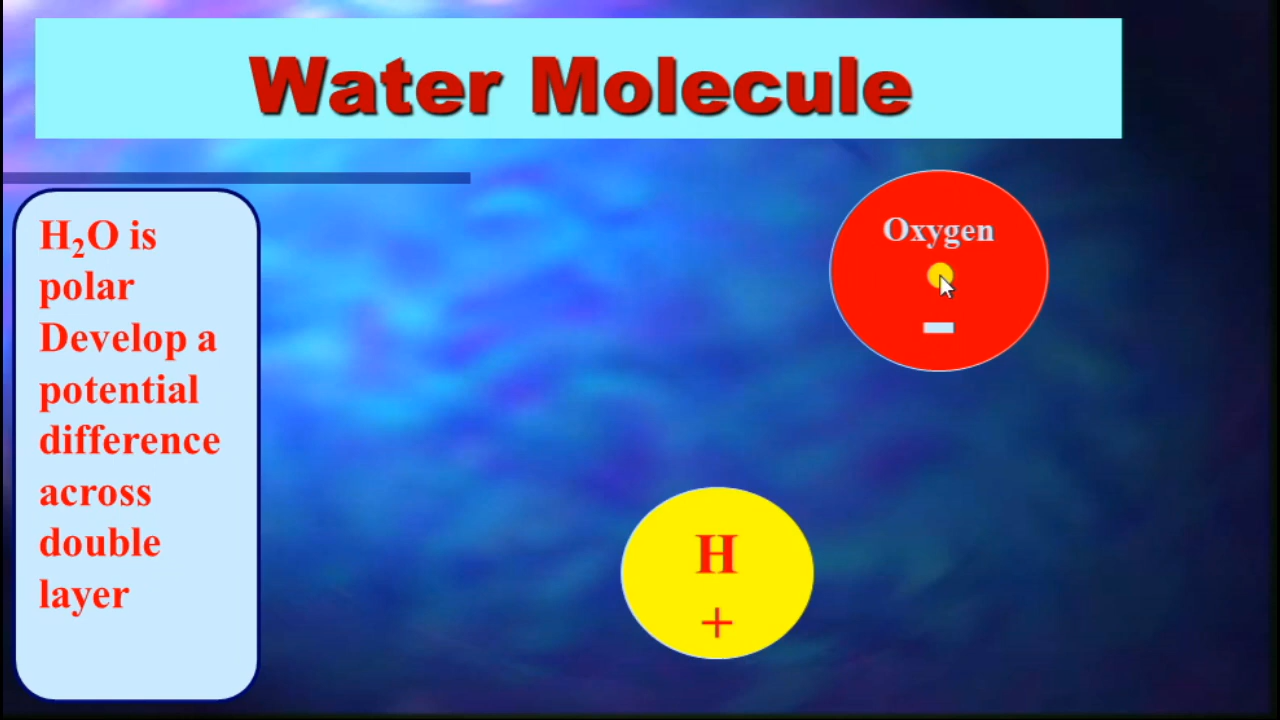 Water Molecule
H₂O is
polar
Develop a
potential
difference
across
double
layer
Oxygen
-
H
+